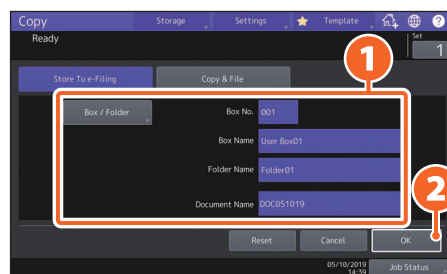 Copy Storage Settings Template
Ready Set
1
1
Store To e-Filing Copy & File
Box / Folder Box No. 001
Box Name User Box01
Folder Name Folder01
2
Document Name DOC051019
Reset Cancel OK
05/10/2019 Job Status
14:39